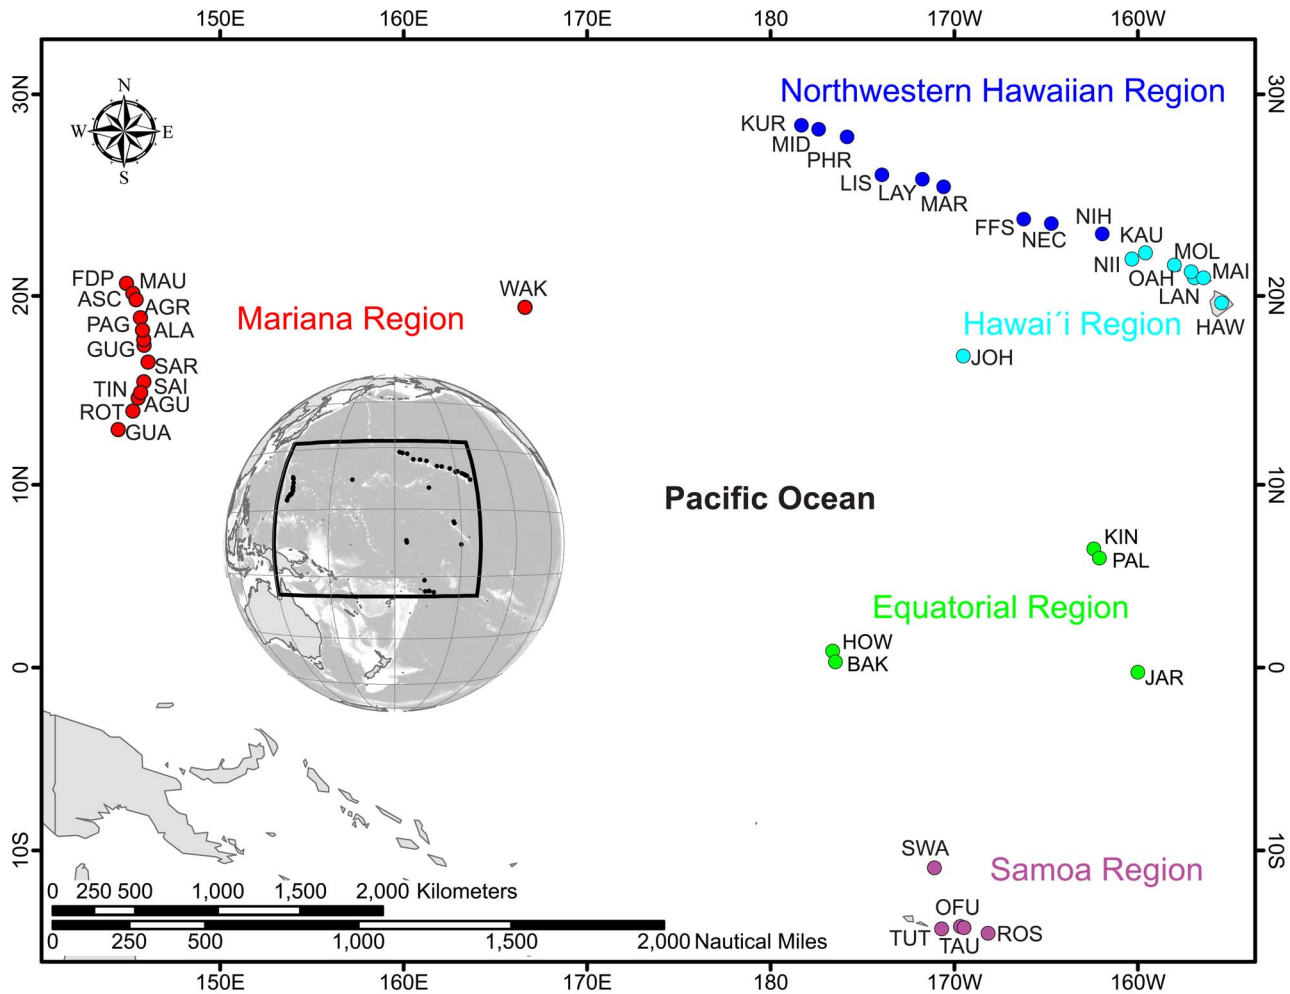 150E 160E 170E 180 170W 160W
30N 30N
N
W E
S
Northwestern Hawaiian Region
KUR
MID
PHR
LIS
LAY
MAR
FFS
NEC
NIH
KAU
NII
MOL
OAH
MAI
LAN
HAW
20N 20N
Hawai´i Region
JOH
FDP MAU
ASC
AGR
PAG ALA
GUG
SAR
TIN SAI
ROT AGU
GUA
Mariana Region
WAK
10N 10N
Pacific Ocean
KIN
PAL
Equatorial Region
HOW
BAK
JAR
0 0
10S 10S
SWA
Samoa Region
OFU
TUT
TAU
ROS
0 250 500 1,000 1,500 2,000 Kilometers
0 250 500 1,000 1,500 2,000 Nautical Miles
150E 160E 170E 180 170W 160W